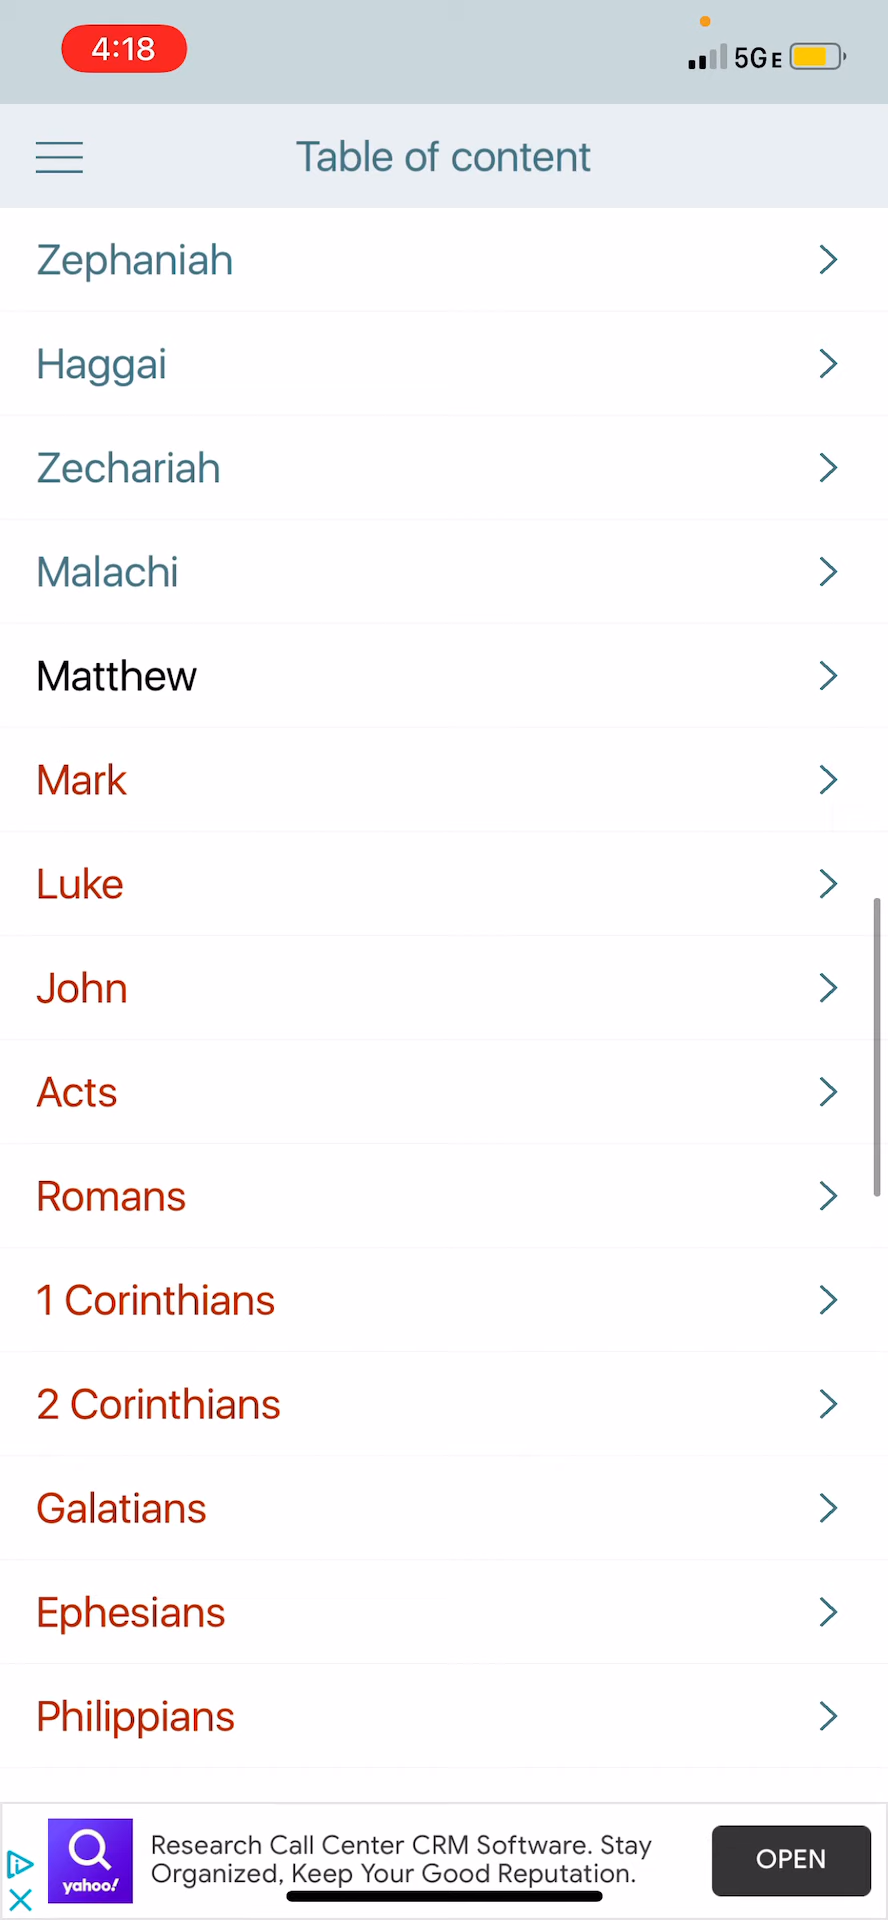 4:18
5GE
Table of content
Zephaniah
Haggai
Zechariah
Malachi
Matthew
Mark
Luke
John
Acts
Romans
1 Corinthians
2 Corinthians
Galatians
Ephesians
Philippians
yahoo!
Research Call Center CRM Software. Stay
Organized, Keep Your Good Reputation.
OPEN